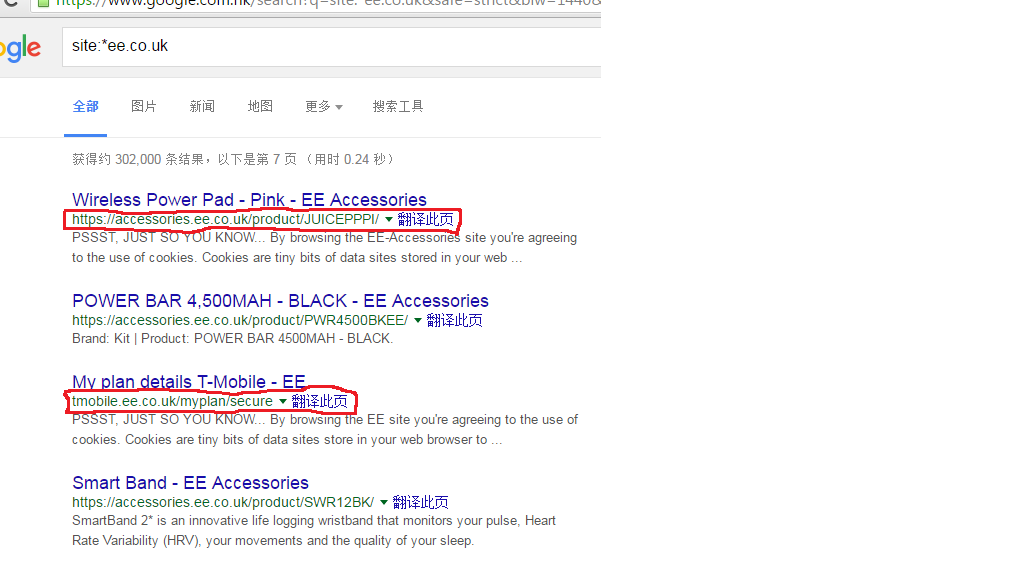 https://www.google.com.hk/search?q=site:*ee.co.uk&safe=strict&biw=1440&
ogle
site:*ee.co.uk
全部 图片 新闻 地图 更多 搜索工具
获得约 302,000 条结果，以下是第 7 页 （用时 0.24 秒）
Wireless Power Pad - Pink - EE Accessories
https://accessories.ee.co.uk/product/JUICEPPPI/ 翻译此页
PSSST, JUST SO YOU KNOW... By browsing the EE-Accessories site you're agreeing
to the use of cookies. Cookies are tiny bits of data sites stored in your web ...
POWER BAR 4,500MAH - BLACK - EE Accessories
https://accessories.ee.co.uk/product/PWR4500BKEE/ 翻译此页
Brand: Kit | Product: POWER BAR 4500MAH - BLACK.
My plan details T-Mobile - EE
tmobile.ee.co.uk/myplan/secure 翻译此页
PSSST, JUST SO YOU KNOW... By browsing the EE site you're agreeing to the use of
cookies. Cookies are tiny bits of data sites store in your web browser to ...
Smart Band - EE Accessories
https://accessories.ee.co.uk/product/SWR12BK/ 翻译此页
SmartBand 2* is an innovative life logging wristband that monitors your pulse, Heart
Rate Variability (HRV), your movements and the quality of your sleep.